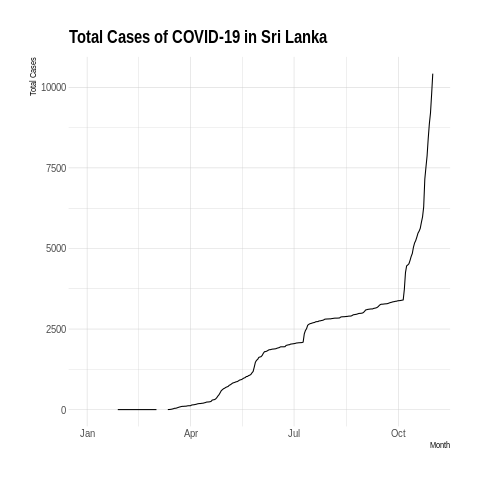 Total Cases of COVID-19 in Sri Lanka
Total Cases
10000
7500
5000
2500
0
Jan Apr Jul Oct
Month